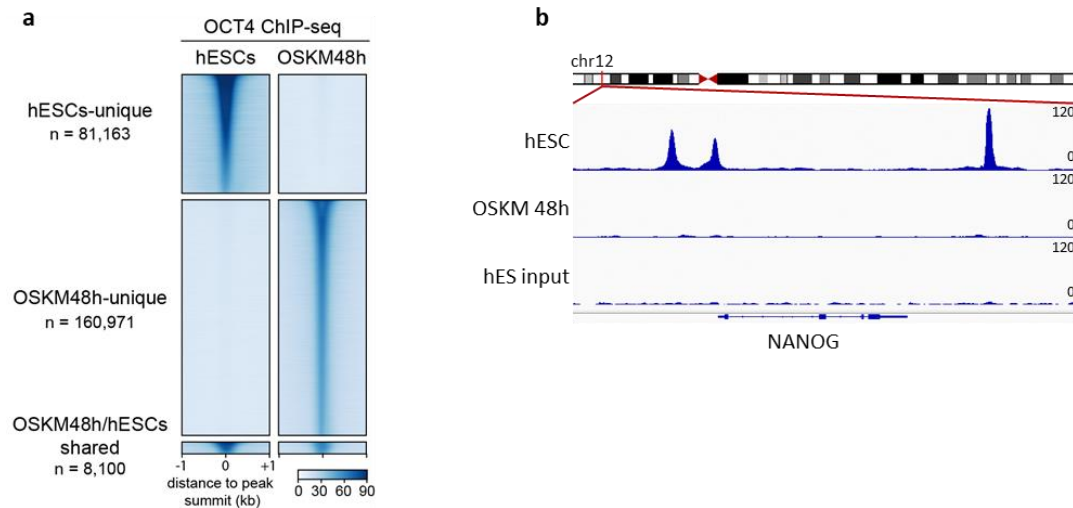 a
OCT4 ChIP-seq
hESCs OSKM48h
hESCs-unique
n = 81,163
OSKM48h-unique
n = 160,971
OSKM48h/hESCs
shared
n = 8,100
-1 0 +1
distance to peak
summit (kb)
0 30 60 90
b
chr12
hESC
120
0
OSKM 48h
120
0
hES input
120
0
NANOG